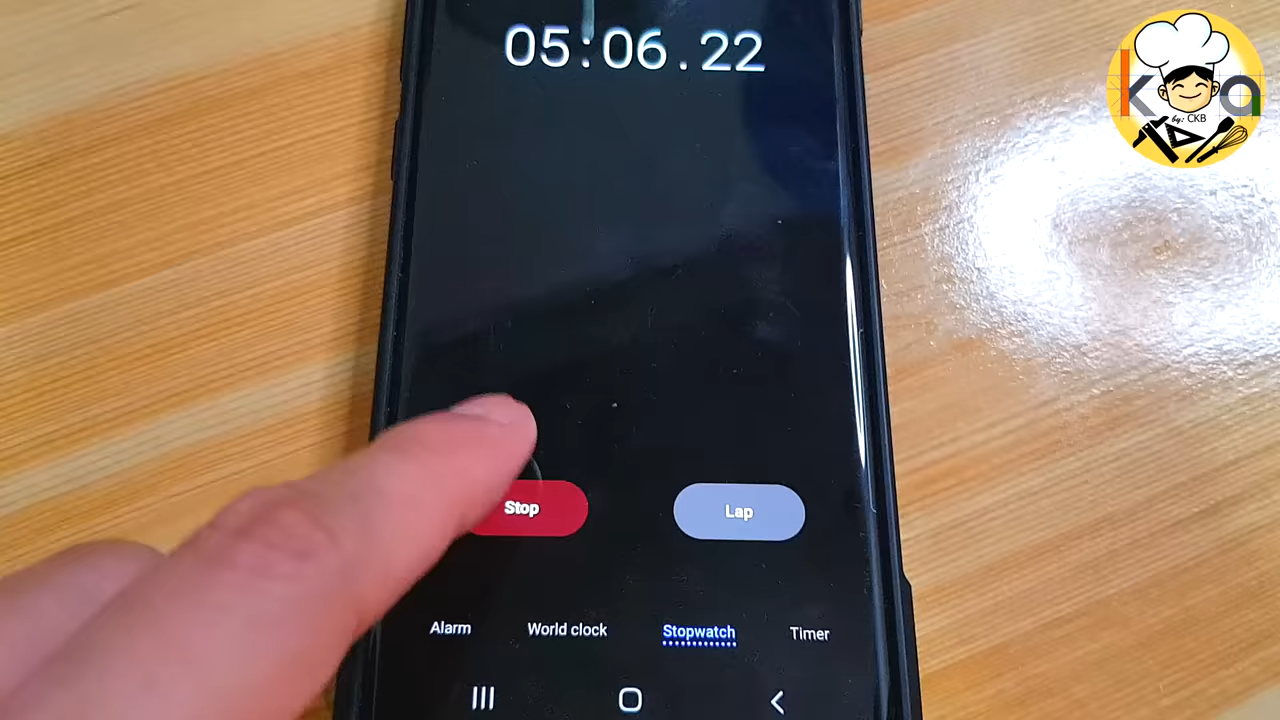 05:06.22
k a
by: CKB
Stop
Lap
Alarm
World clock
Stopwatch
Timer